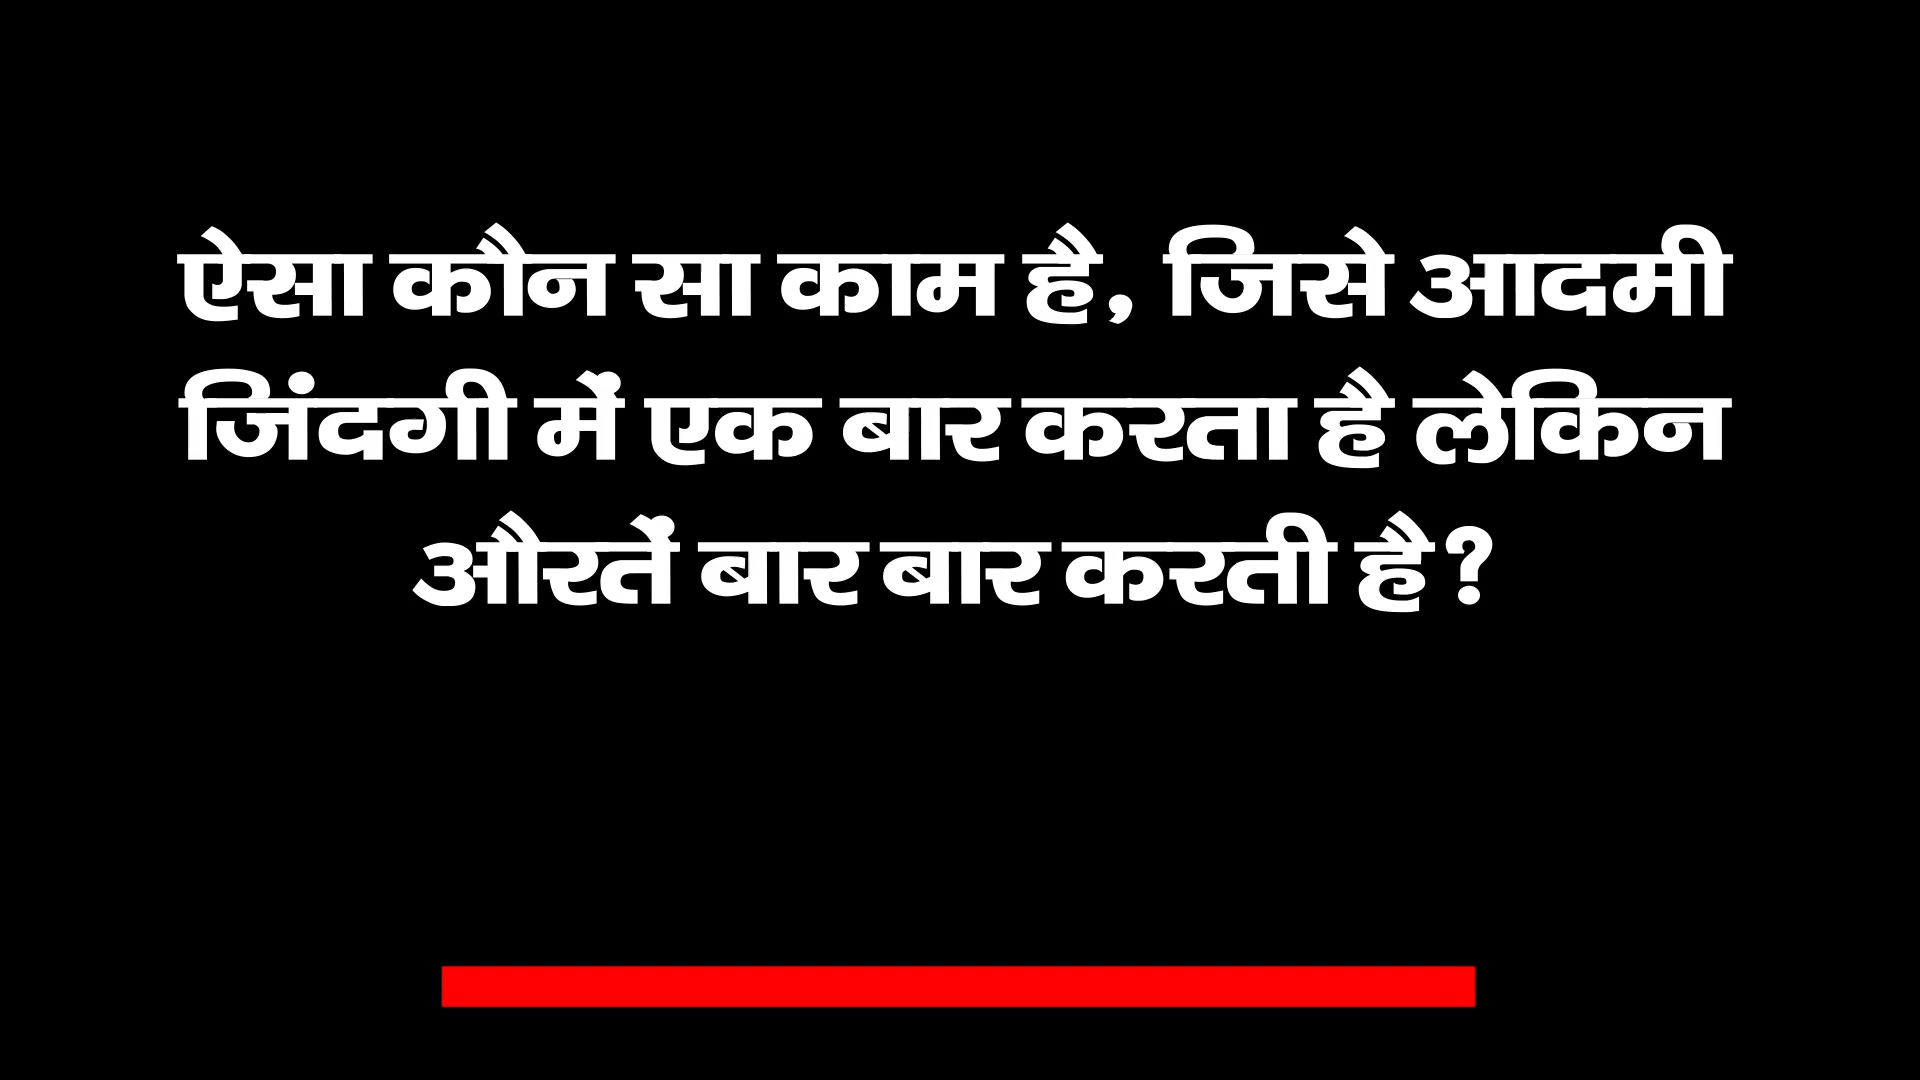 ऐसा कौन सा काम है, जिसे आदमी
जिंदगी में एक बार करता है लेकिन
औरतें बार बार करती है?